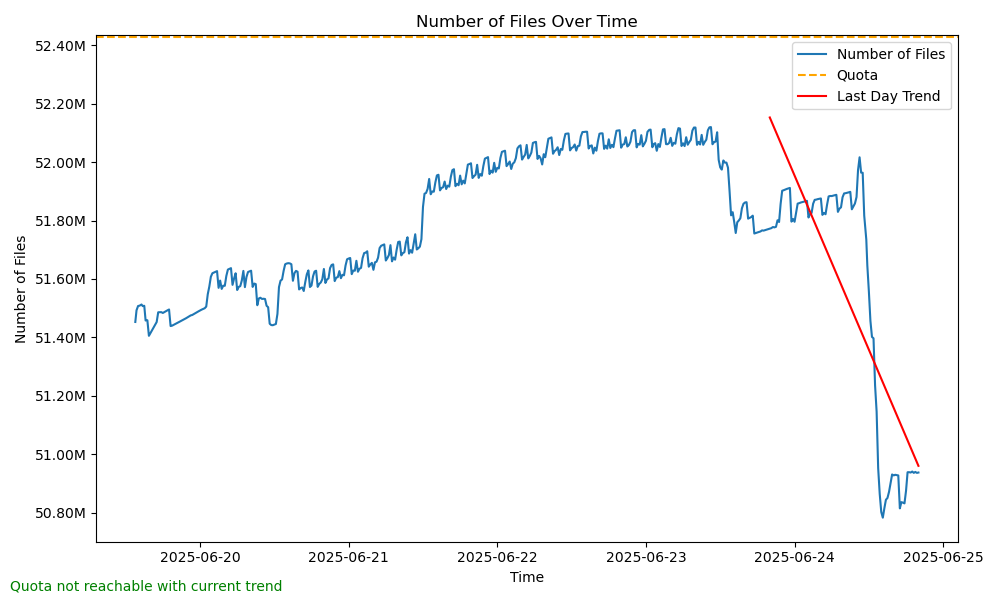 Number of Files Over Time
52.40M
52.20M
52.00M
51.80M
51.60M
51.40M
51.20M
51.00M
50.80M
Number of Files
Number of Files
Quota
Last Day Trend
2025-06-20
2025-06-21
2025-06-22
2025-06-23
2025-06-24
2025-06-25
Time
Quota not reachable with current trend